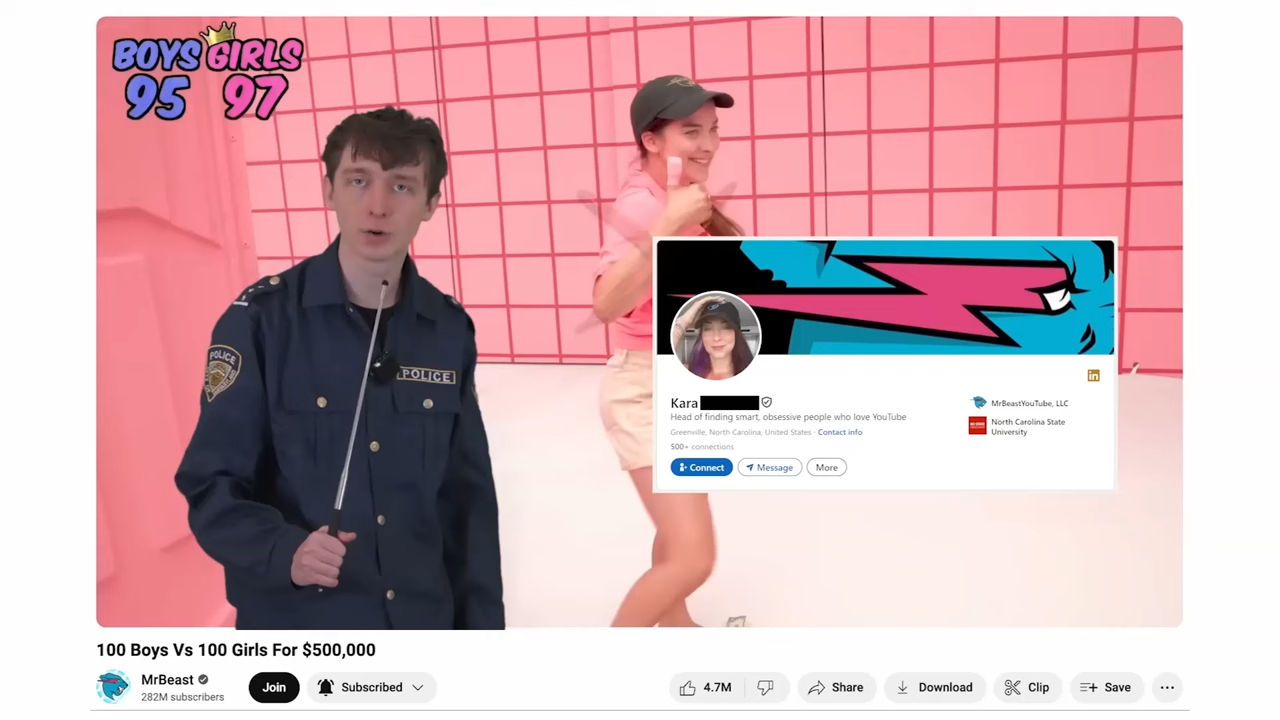 BOYS GIRLS
95 97
POLICE
POLICE
Kara
Head of finding smart, obsessive people who love YouTube
Greenville, North Carolina, United States · Contact info
500+ connections
Connect
Message
More
in
MrBeastYouTube, LLC
North Carolina State
University
100 Boys Vs 100 Girls For $500,000
MrBeast
282M subscribers
Join
Subscribed
4.7M
Share
Download
Clip
Save